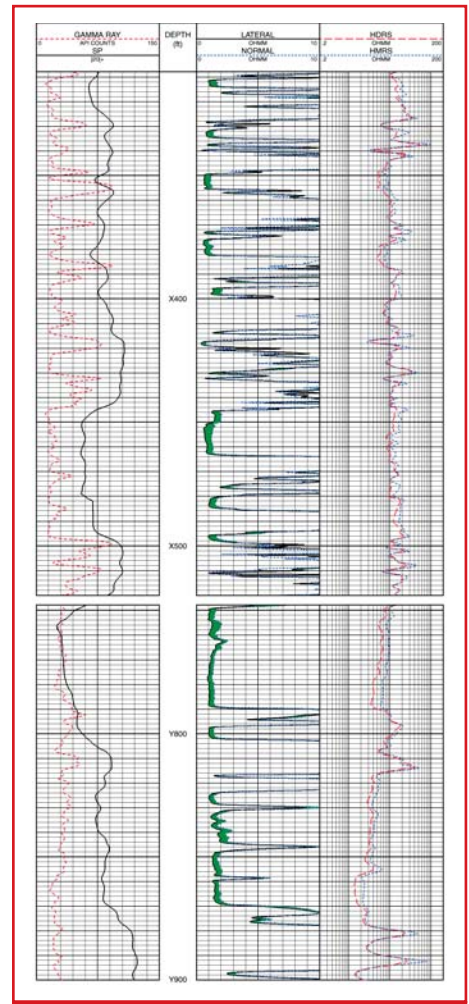 GAMMA RAY DEPTH LATERAL HDRS
0 API COUNTS 150 (ft) 0 OHMM 10 .2 OHMM 200
SP NORMAL HMRS
|20|+ 0 OHMM 10 .2 OHMM 200
X400
X500
Y800
Y900